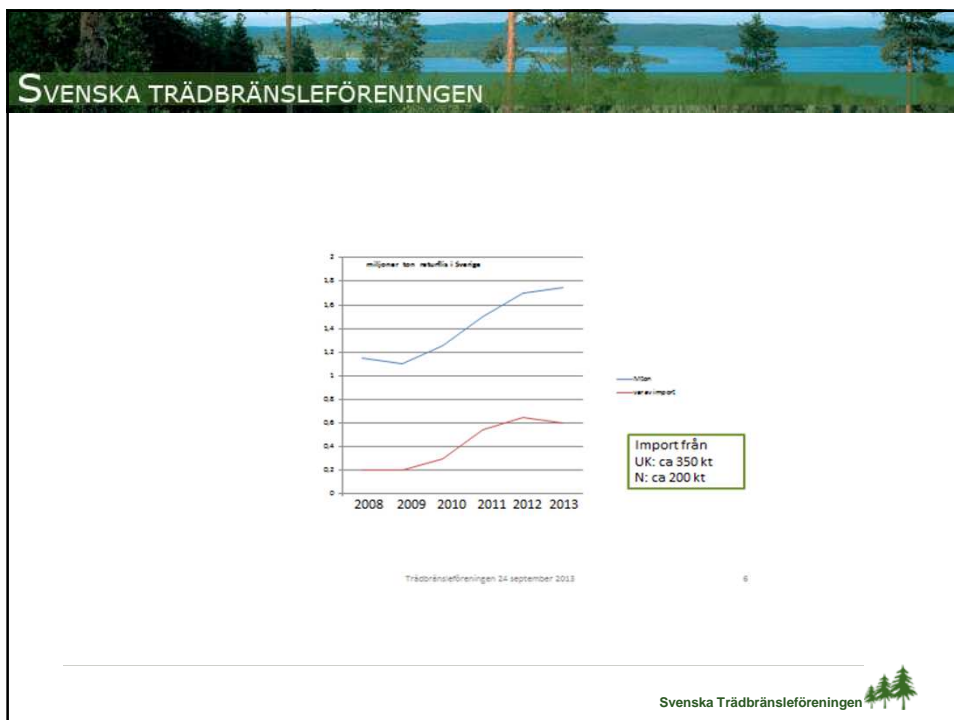 SVENSKA TRÄDBRÄNSLEFÖRENINGEN
miljoner ton returflis i Sverige
2
1,8
1,6
1,4
1,2
1
0,8
0,6
0,4
0,2
0
2008 2009 2010 2011 2012 2013
Mton
varav import
Import från
UK: ca 350 kt
N: ca 200 kt
Trädbränsleföreningen 24 september 2013 6
Svenska Trädbränsleföreningen